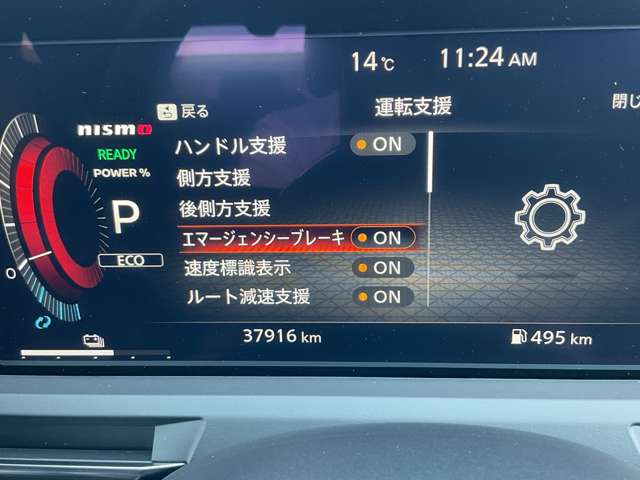 14℃
11:24 AM
戻る
運転支援
閉じ
nismo
READY
POWER %
P
ECO
0
ハンドル支援 ON
側方支援
後側方支援
エマージェンシーブレーキ ON
速度標識表示 ON
ルート減速支援 ON
37916 km
495 km